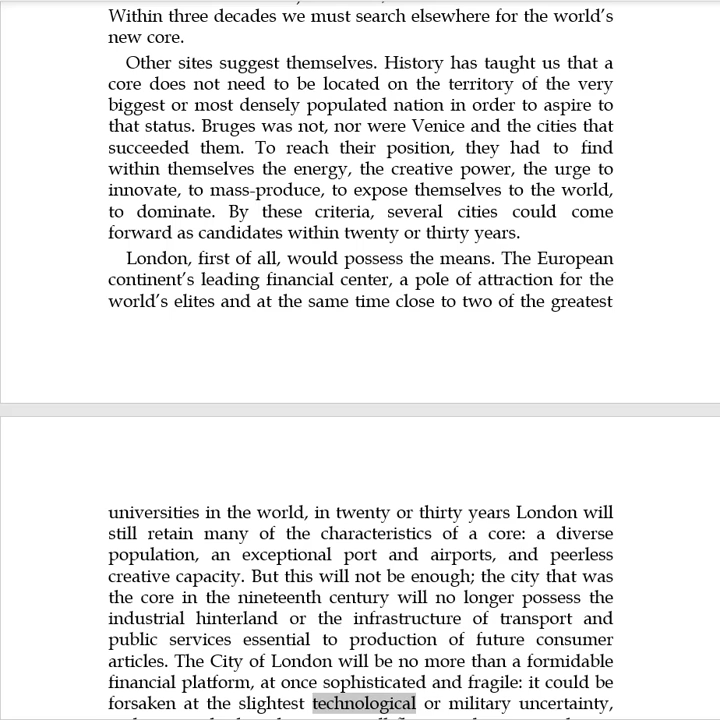 Within three decades we must search elsewhere for the world’s
new core.
Other sites suggest themselves. History has taught us that a
core does not need to be located on the territory of the very
biggest or most densely populated nation in order to aspire to
that status. Bruges was not, nor were Venice and the cities that
succeeded them. To reach their position, they had to find
within themselves the energy, the creative power, the urge to
innovate, to mass-produce, to expose themselves to the world,
to dominate. By these criteria, several cities could come
forward as candidates within twenty or thirty years.
London, first of all, would possess the means. The European
continent’s leading financial center, a pole of attraction for the
world’s elites and at the same time close to two of the greatest
universities in the world, in twenty or thirty years London will
still retain many of the characteristics of a core: a diverse
population, an exceptional port and airports, and peerless
creative capacity. But this will not be enough; the city that was
the core in the nineteenth century will no longer possess the
industrial hinterland or the infrastructure of transport and
public services essential to production of future consumer
articles. The City of London will be no more than a formidable
financial platform, at once sophisticated and fragile: it could be
forsaken at the slightest technological or military uncertainty,